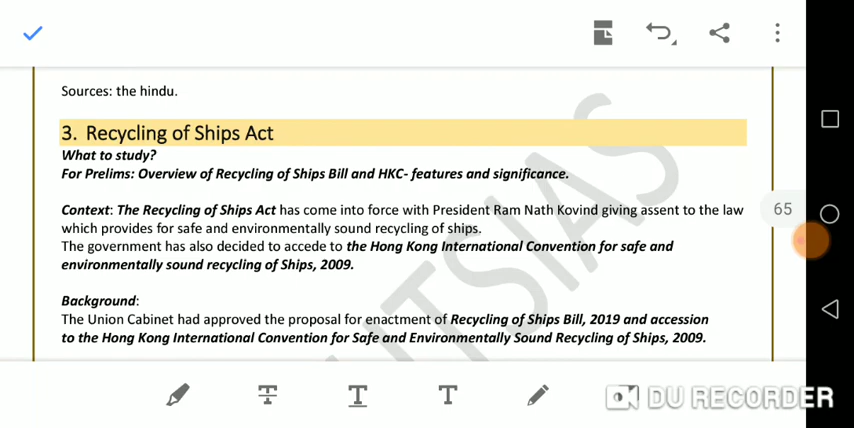 Sources: the hindu.
3. Recycling of Ships Act
What to study?
For Prelims: Overview of Recycling of Ships Bill and HKC- features and significance.
Context: The Recycling of Ships Act has come into force with President Ram Nath Kovind giving assent to the law
which provides for safe and environmentally sound recycling of ships.
65
The government has also decided to accede to the Hong Kong International Convention for safe and
environmentally sound recycling of Ships, 2009.
Background:
The Union Cabinet had approved the proposal for enactment of Recycling of Ships Bill, 2019 and accession
to the Hong Kong International Convention for Safe and Environmentally Sound Recycling of Ships, 2009.
T T T
DU RECORDER